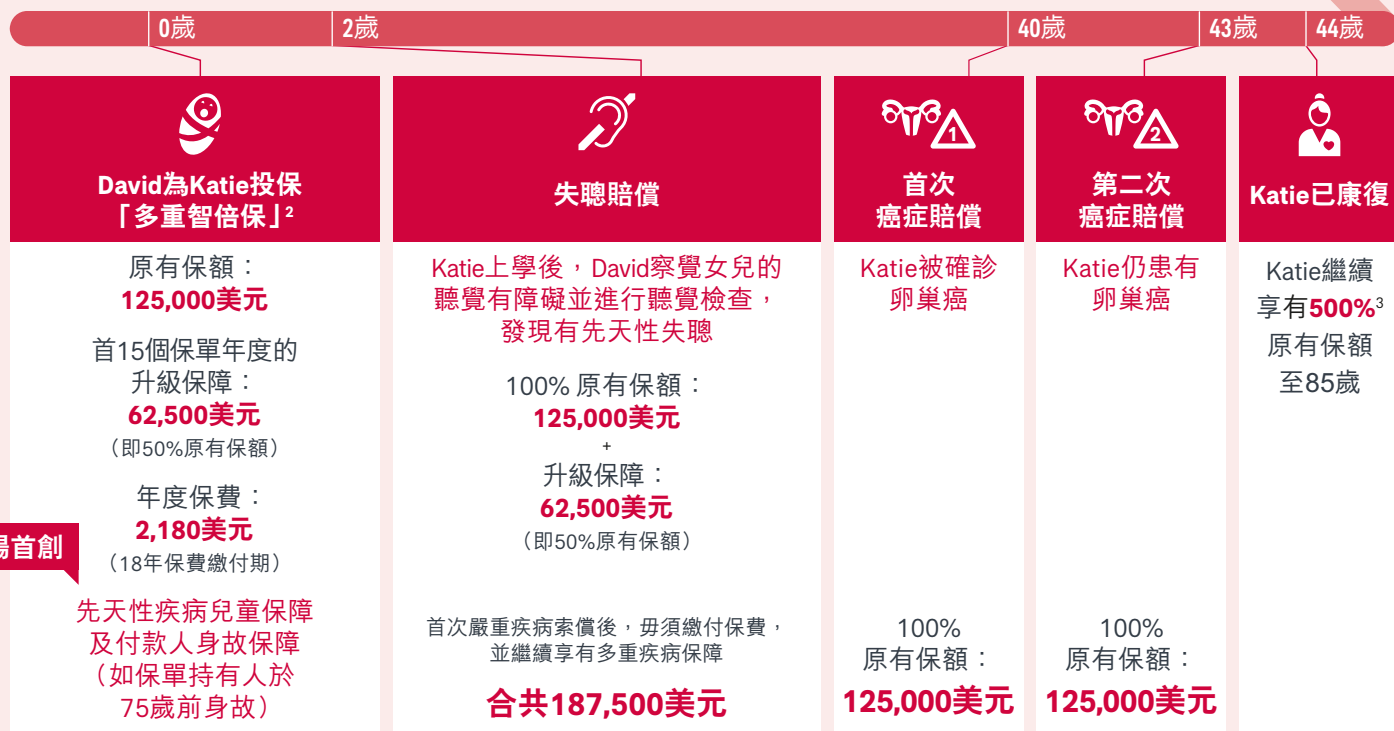 0歲
2歲
40歲
43歲
44歲
David為Katie投保
「多重智倍保」2
原有保額：
125,000美元
首15個保單年度的
升級保障：
62,500美元
（即50%原有保額）
年度保費：
2,180美元
（18年保費繳付期）
首創
先天性疾病兒童保障
及付款人身故保障
（如保單持有人於
75歲前身故）
失聰賠償
Katie上學後，David察覺女兒的
聽覺有障礙並進行聽覺檢查，
發現有先天性失聰
100% 原有保額：
125,000美元
+
升級保障：
62,500美元
（即50%原有保額）
首次嚴重疾病索償後，毋須繳付保費，
並繼續享有多重疾病保障
合共187,500美元
1
首次
癌症賠償
Katie被確診
卵巢癌
100%
原有保額：
125,000美元
2
第二次
癌症賠償
Katie仍患有
卵巢癌
100%
原有保額：
125,000美元
Katie已康復
Katie繼續
享有500%3
原有保額
至85歲